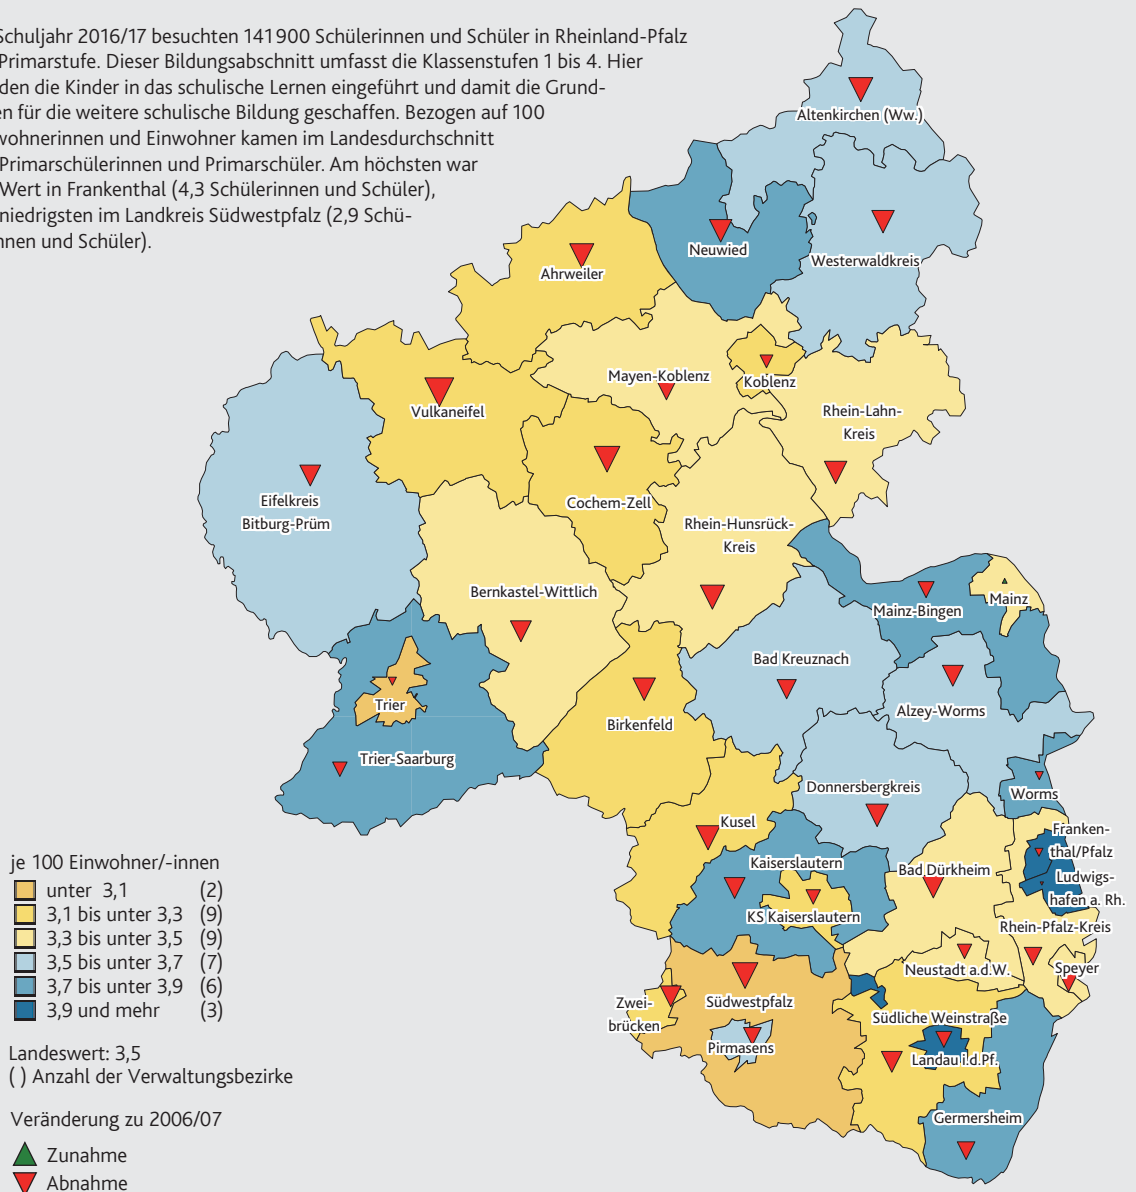 Schuljahr 2016/17 besuchten 141 900 Schülerinnen und Schüler in Rheinland-Pfalz
Primarstufe. Dieser Bildungsabschnitt umfasst die Klassenstufen 1 bis 4. Hier
den die Kinder in das schulische Lernen eingeführt und damit die Grund-
en für die weitere schulische Bildung geschaffen. Bezogen auf 100
wohnerinnen und Einwohner kamen im Landesdurchschnitt
Primarschülerinnen und Primarschüler. Am höchsten war
Wert in Frankenthal (4,3 Schülerinnen und Schüler),
niedrigsten im Landkreis Südwestpfalz (2,9 Schü-
nnen und Schüler).
Altenkirchen (Ww.)
Neuwied
Westerwaldkreis
Ahrweiler
Mayen-Koblenz
Koblenz
Vulkaneifel
Rhein-Lahn-
Kreis
Eifelkreis
Bitburg-Prüm
Cochem-Zell
Rhein-Hunsrück-
Kreis
Bernkastel-Wittlich
Mainz-Bingen
Mainz
Bad Kreuznach
Trier
Birkenfeld
Alzey-Worms
Trier-Saarburg
Donnersbergkreis
Worms
Kusel
Franken-
thal/Pfalz
Kaiserslautern
Bad Dürkheim
Ludwigs-
hafen a. Rh.
KS Kaiserslautern
Rhein-Pfalz-Kreis
Neustadt a.d.W.
Speyer
Zwei-
brücken
Südwestpfalz
Südliche Weinstraße
Pirmasens
Landau i.d.Pf.
Germersheim
je 100 Einwohner/-innen
unter 3,1 (2)
3,1 bis unter 3,3 (9)
3,3 bis unter 3,5 (9)
3,5 bis unter 3,7 (7)
3,7 bis unter 3,9 (6)
3,9 und mehr (3)
Landeswert: 3,5
( ) Anzahl der Verwaltungsbezirke
Veränderung zu 2006/07
Zunahme
Abnahme